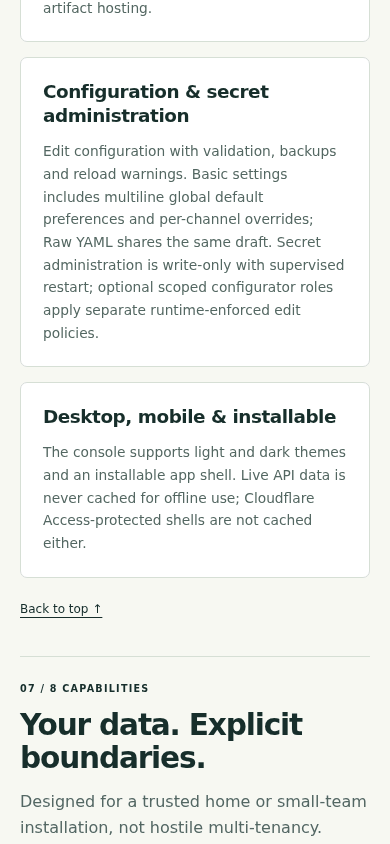 artifact hosting.
Configuration & secret
administration
Edit configuration with validation, backups
and reload warnings. Basic settings
includes multiline global default
preferences and per-channel overrides;
Raw YAML shares the same draft. Secret
administration is write-only with supervised
restart; optional scoped configurator roles
apply separate runtime-enforced edit
policies.
Desktop, mobile & installable
The console supports light and dark themes
and an installable app shell. Live API data is
never cached for offline use; Cloudflare
Access-protected shells are not cached
either.
Back to top ↑
07 / 8 CAPABILITIES
Your data. Explicit
boundaries.
Designed for a trusted home or small-team
installation, not hostile multi-tenancy.